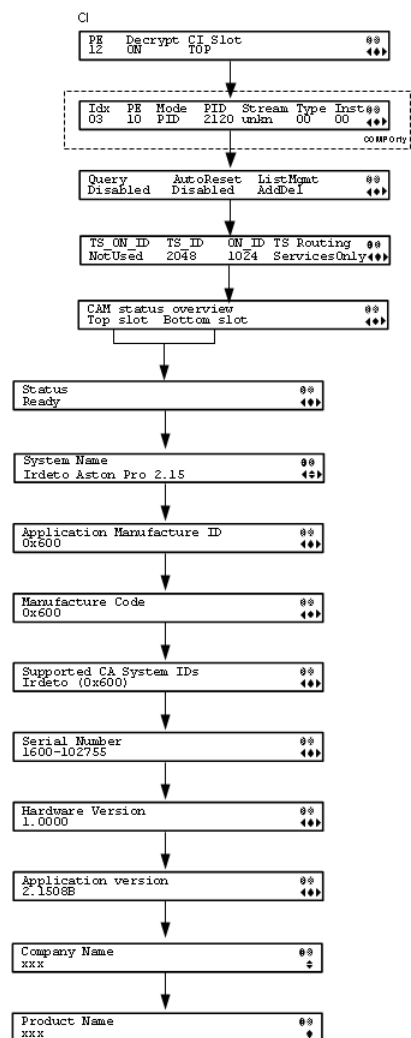 CI
PE Decrypt CI Slot
12 ON TOP
Idx PE Mode PID Stream Type Inst
03 10 PID 2120 unkn 00 00
COMP Only
Query AutoReset ListMgmt
Disabled Disabled AddDel
TS_ON_ID TS_ID ON_ID TS Routing
NotUsed 2048 1024 ServicesOnly
CAM status overview
Top slot Bottom slot
Status
Ready
System Name
Irdeto Aston Pro 2.15
Application Manufacture ID
0x600
Manufacture Code
0x600
Supported CA System IDs
Irdeto (0x600)
Serial Number
1600-102755
Hardware Version
1.0000
Application version
2.1508B
Company Name
xxx
Product Name
xxx